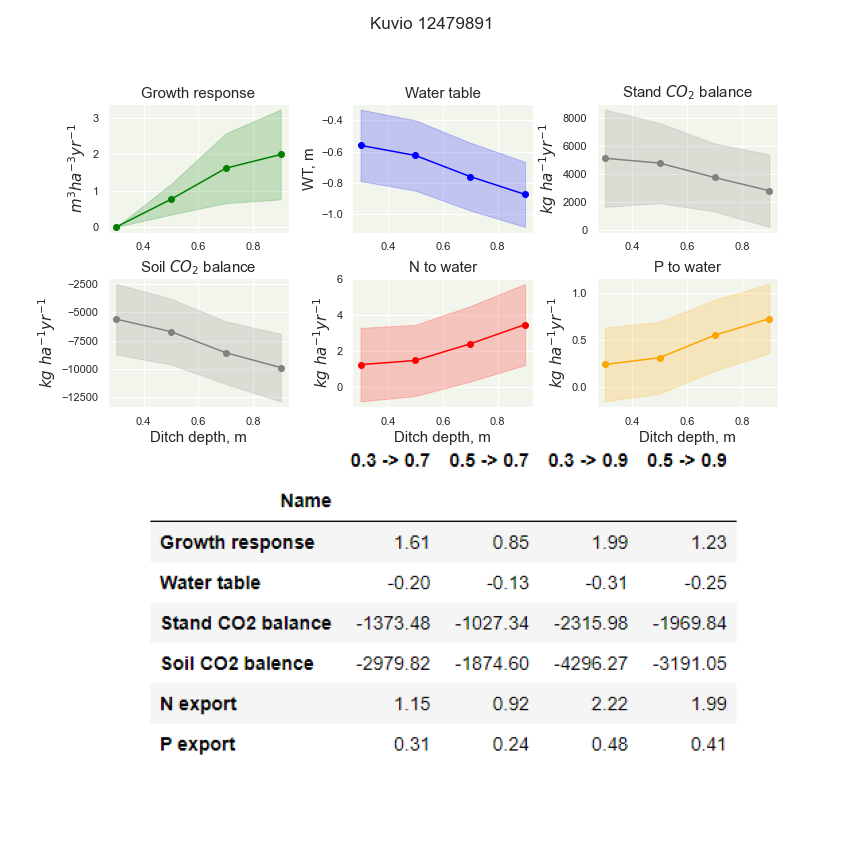 Kuvio 12479891
Growth response Water table Stand CO₂ balance
m³ha⁻³yr⁻¹
3
2
1
0
0.4 0.6 0.8
WT, m
−0.4
−0.6
−0.8
−1.0
0.4 0.6 0.8
kg ha⁻¹yr⁻¹
8000
6000
4000
2000
0
0.4 0.6 0.8
Soil CO₂ balance N to water P to water
kg ha⁻¹yr⁻¹
−2500
−5000
−7500
−10000
−12500
0.4 0.6 0.8
Ditch depth, m
kg ha⁻¹yr⁻¹
6
4
2
0
0.4 0.6 0.8
Ditch depth, m
kg ha⁻¹yr⁻¹
1.0
0.5
0.0
0.4 0.6 0.8
Ditch depth, m
0.3 -> 0.7 0.5 -> 0.7 0.3 -> 0.9 0.5 -> 0.9
Name
Growth response 1.61 0.85 1.99 1.23
Water table -0.20 -0.13 -0.31 -0.25
Stand CO2 balance -1373.48 -1027.34 -2315.98 -1969.84
Soil CO2 balence -2979.82 -1874.60 -4296.27 -3191.05
N export 1.15 0.92 2.22 1.99
P export 0.31 0.24 0.48 0.41